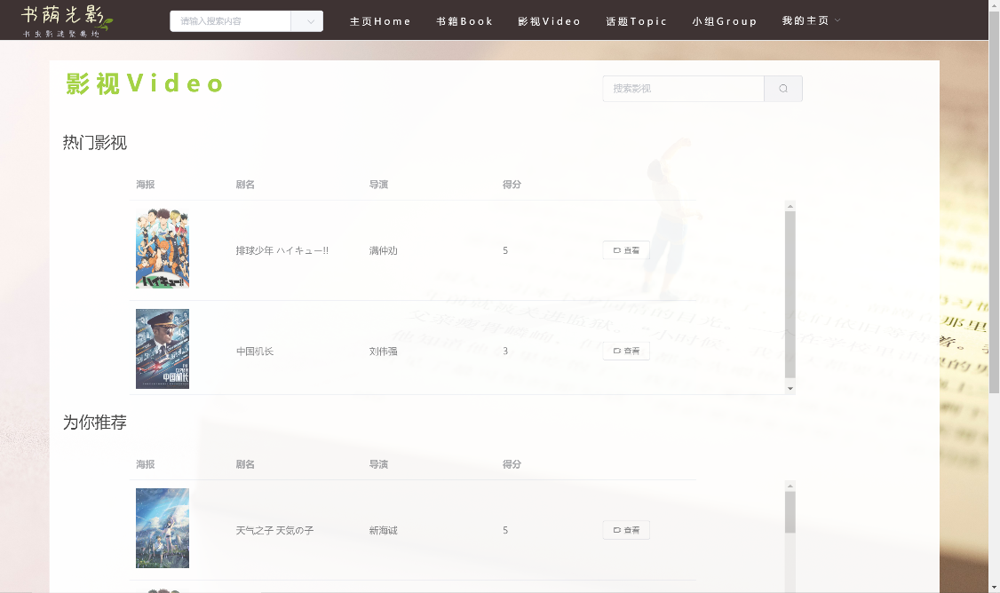 书荫光影
书虫影迷聚集地
请输入搜索内容
主页Home 书籍Book 影视Video 话题Topic 小组Group 我的主页
影视Video
搜索影视
热门影视
海报 剧名 导演 得分
ハイキュー!!
排球少年 ハイキュー!! 满仲劝 5 查看
中国机长
中国机长 刘伟强 3 查看
为你推荐
海报 剧名 导演 得分
天气之子 天気の子 新海诚 5 查看